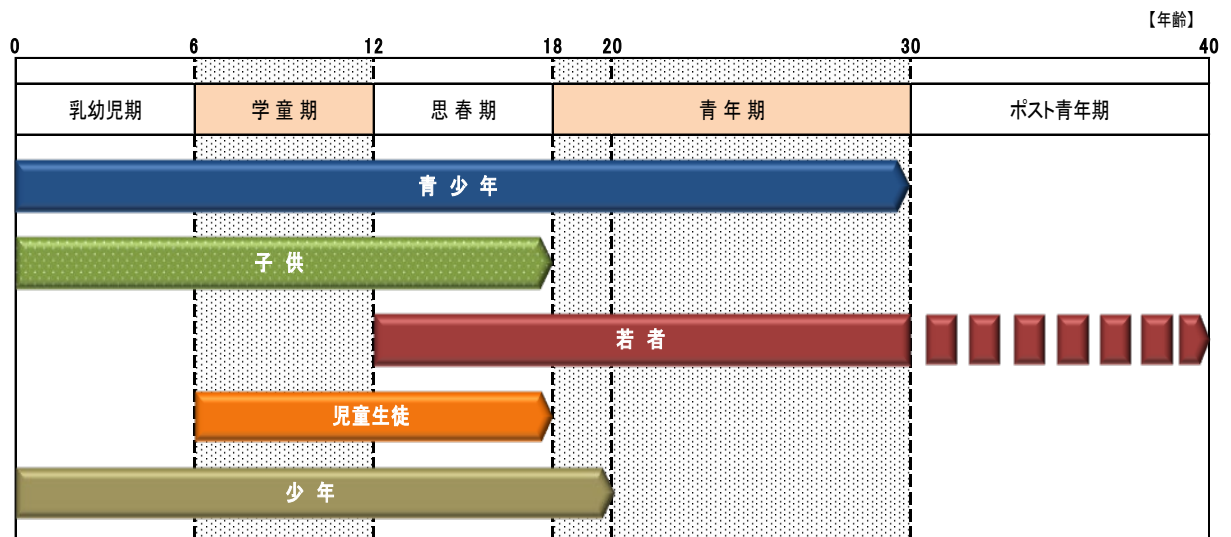 【年齢】
0 6 12 18 20 30 40
乳幼児期 学童期 思春期 青年期 ポスト青年期
青少年
子供
若者
児童生徒
少年